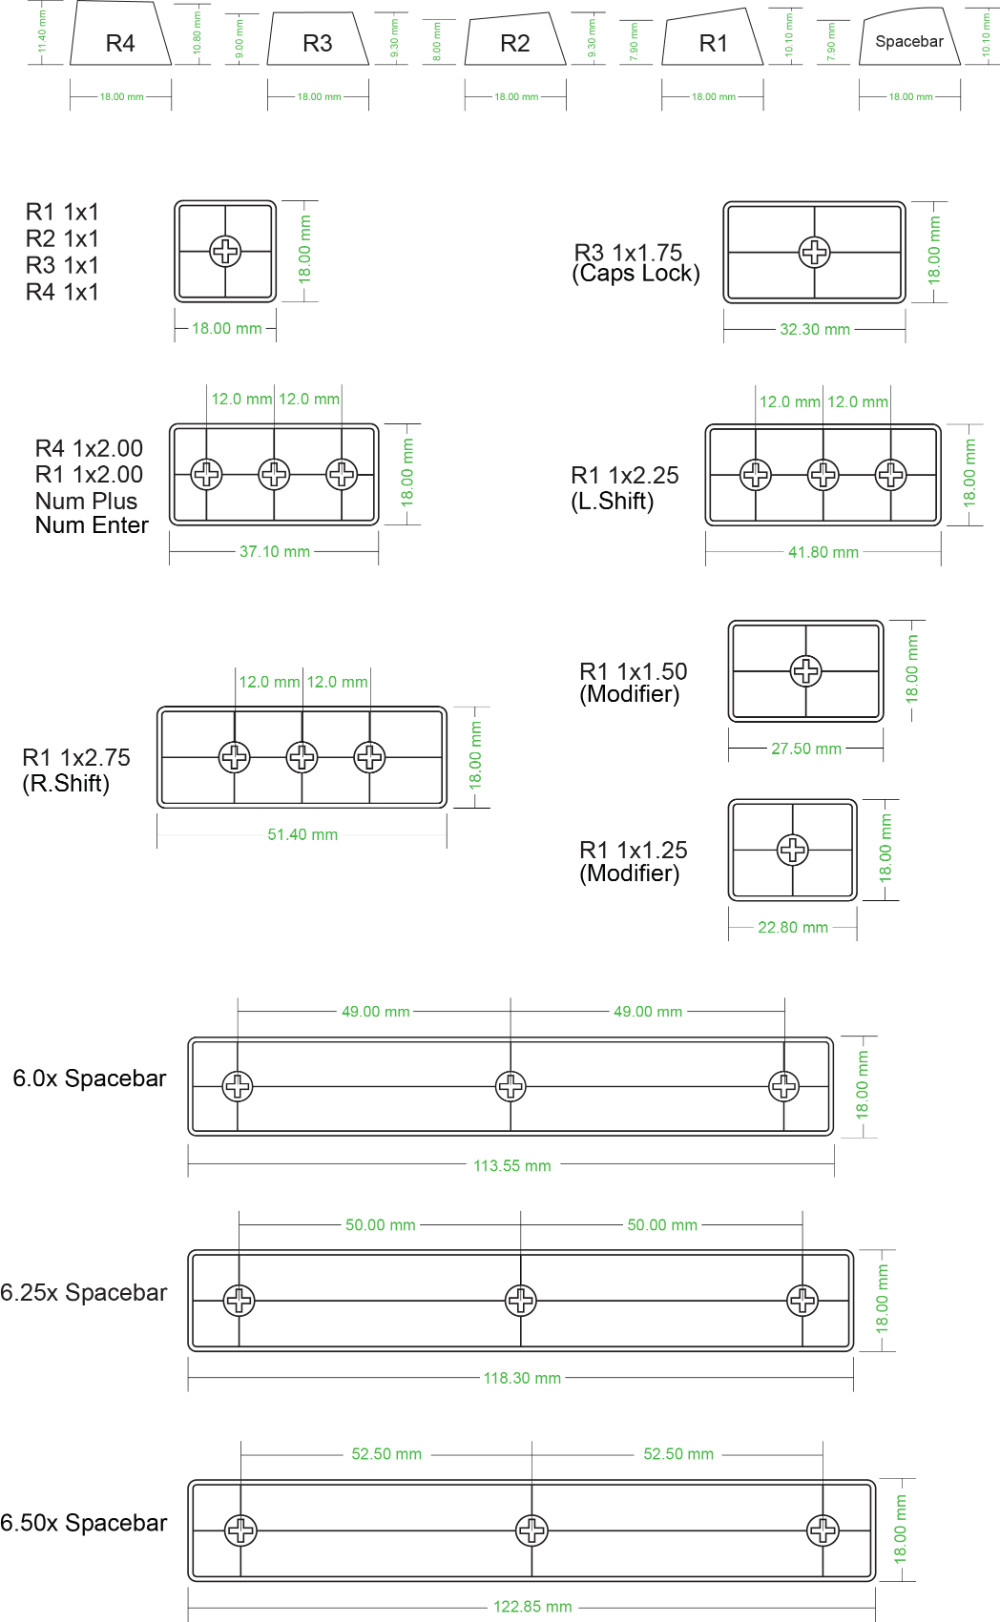 11.40 mm
R4
10.80 mm
9.00 mm
R3
9.30 mm
8.00 mm
R2
9.30 mm
7.90 mm
R1
10.10 mm
7.90 mm
Spacebar
10.10 mm
18.00 mm
18.00 mm
18.00 mm
18.00 mm
18.00 mm
R1 1x1
R2 1x1
R3 1x1
R4 1x1
18.00 mm
18.00 mm
R3 1x1.75
(Caps Lock)
18.00 mm
32.30 mm
12.0 mm
12.0 mm
R4 1x2.00
R1 1x2.00
Num Plus
Num Enter
18.00 mm
37.10 mm
12.0 mm
12.0 mm
R1 1x2.25
(L.Shift)
18.00 mm
41.80 mm
12.0 mm
12.0 mm
R1 1x2.75
(R.Shift)
18.00 mm
51.40 mm
R1 1x1.50
(Modifier)
18.00 mm
27.50 mm
R1 1x1.25
(Modifier)
18.00 mm
22.80 mm
49.00 mm
49.00 mm
6.0x Spacebar
18.00 mm
113.55 mm
50.00 mm
50.00 mm
6.25x Spacebar
18.00 mm
118.30 mm
52.50 mm
52.50 mm
6.50x Spacebar
18.00 mm
122.85 mm